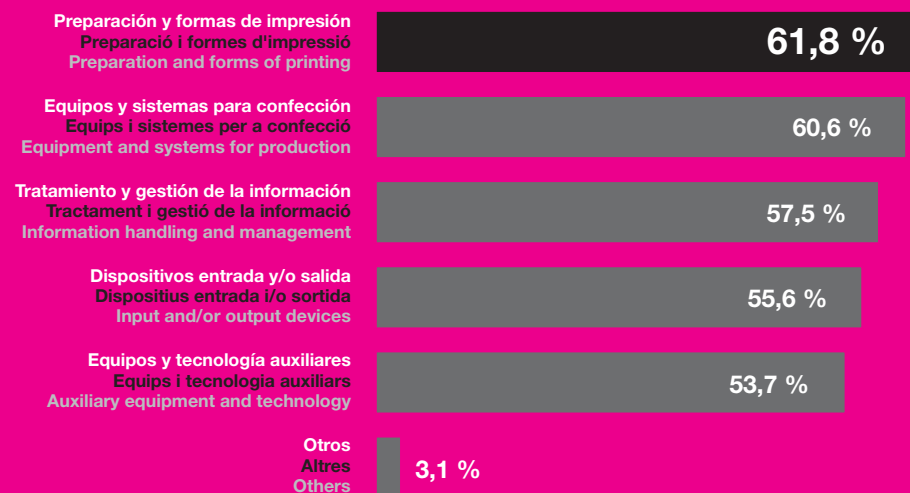 Preparación y formas de impresión
Preparació i formes d'impressió
Preparation and forms of printing
61,8 %
Equipos y sistemas para confección
Equips i sistemes per a confecció
Equipment and systems for production
60,6 %
Tratamiento y gestión de la información
Tractament i gestió de la informació
Information handling and management
57,5 %
Dispositivos entrada y/o salida
Dispositius entrada i/o sortida
Input and/or output devices
55,6 %
Equipos y tecnología auxiliares
Equips i tecnologia auxiliars
Auxiliary equipment and technology
53,7 %
Otros
Altres
Others
3,1 %